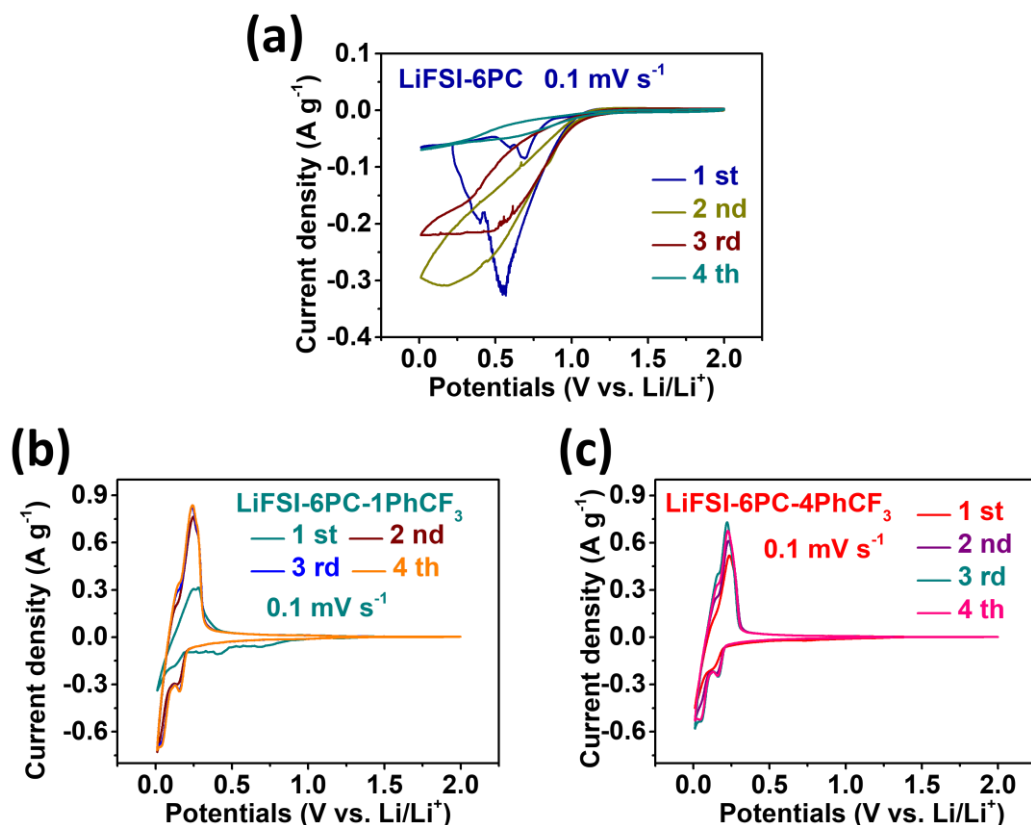 (a)
LiFSI-6PC 0.1 mV s⁻¹
1 st
2 nd
3 rd
4 th
0.1
0.0
-0.1
-0.2
-0.3
-0.4
Current density (A g⁻¹)
0.0 0.5 1.0 1.5 2.0
Potentials (V vs. Li/Li⁺)
(b)
LiFSI-6PC-1PhCF₃
1 st 2 nd
3 rd 4 th
0.1 mV s⁻¹
0.9
0.6
0.3
0.0
-0.3
-0.6
Current density (A g⁻¹)
0.0 0.5 1.0 1.5 2.0
Potentials (V vs. Li/Li⁺)
(c)
LiFSI-6PC-4PhCF₃
0.1 mV s⁻¹
1 st
2 nd
3 rd
4 th
0.9
0.6
0.3
0.0
-0.3
-0.6
Current density (A g⁻¹)
0.0 0.5 1.0 1.5 2.0
Potentials (V vs. Li/Li⁺)